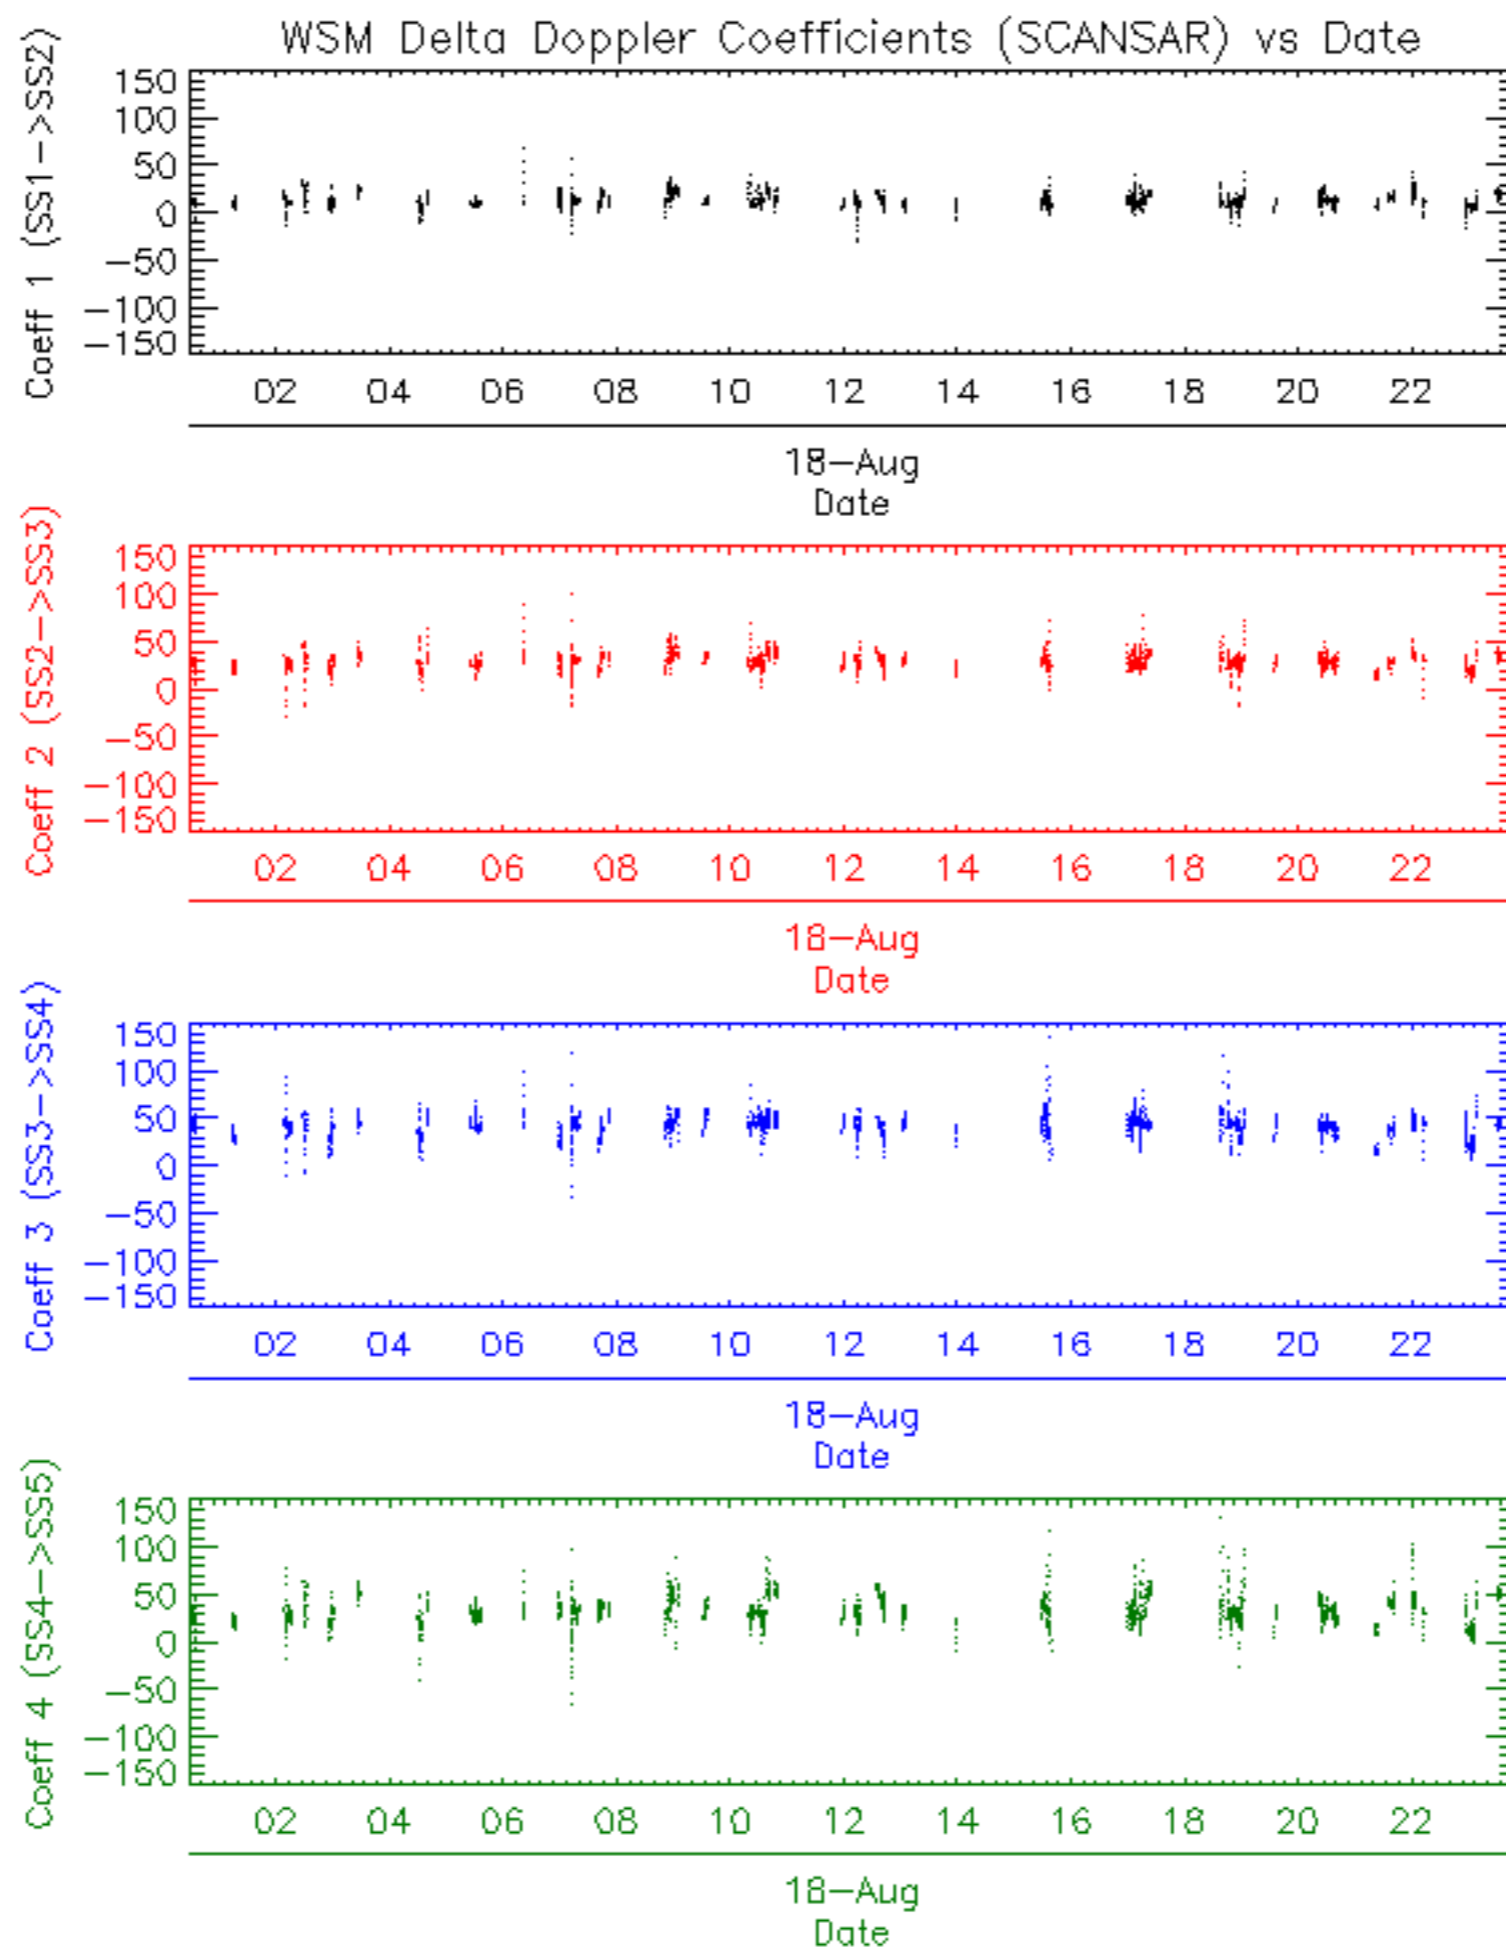 WSM Delta Doppler Coefficients (SCANSAR) vs Date
Coeff 1 (SS1->SS2)
150
100
50
0
-50
-100
-150
02 04 06 08 10 12 14 16 18 20 22
18-Aug
Date
Coeff 2 (SS2->SS3)
150
100
50
0
-50
-100
-150
02 04 06 08 10 12 14 16 18 20 22
18-Aug
Date
Coeff 3 (SS3->SS4)
150
100
50
0
-50
-100
-150
02 04 06 08 10 12 14 16 18 20 22
18-Aug
Date
Coeff 4 (SS4->SS5)
150
100
50
0
-50
-100
-150
02 04 06 08 10 12 14 16 18 20 22
18-Aug
Date